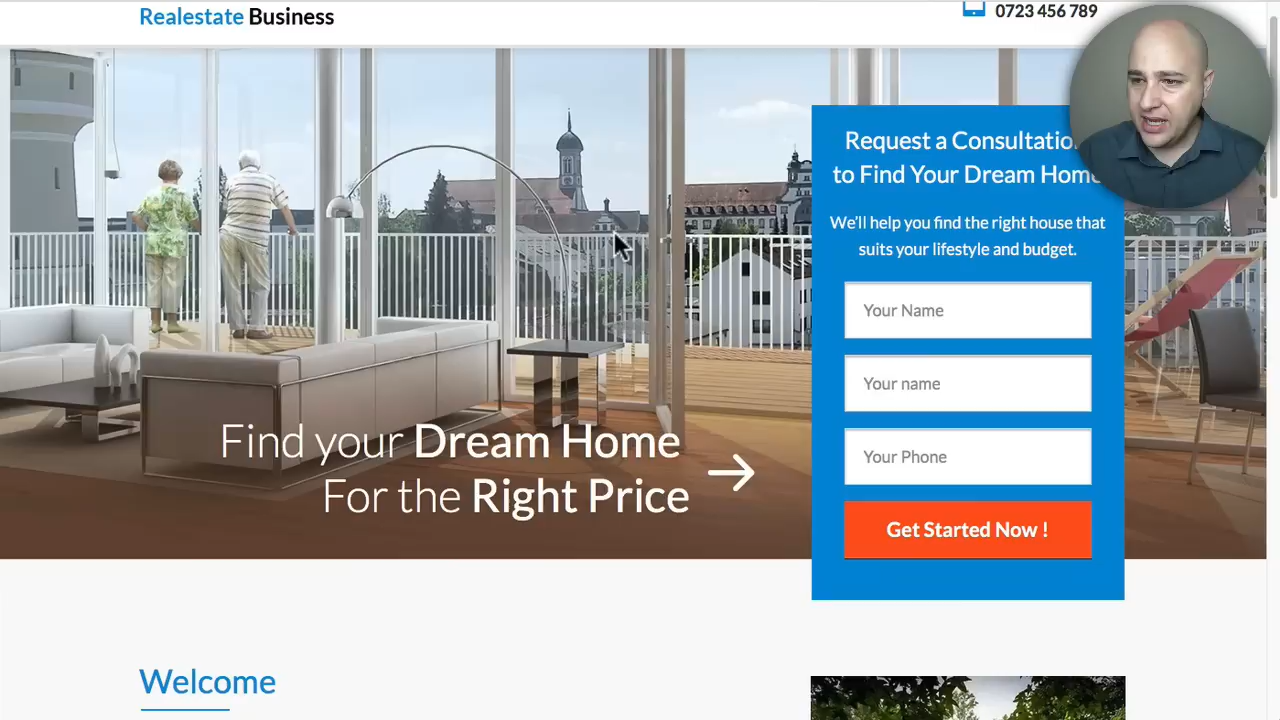 Realestate Business
0723 456 789
Request a Consultation
to Find Your Dream Home
We'll help you find the right house that
suits your lifestyle and budget.
Your Name
Your name
Your Phone
Get Started Now !
Find your Dream Home
For the Right Price
Welcome